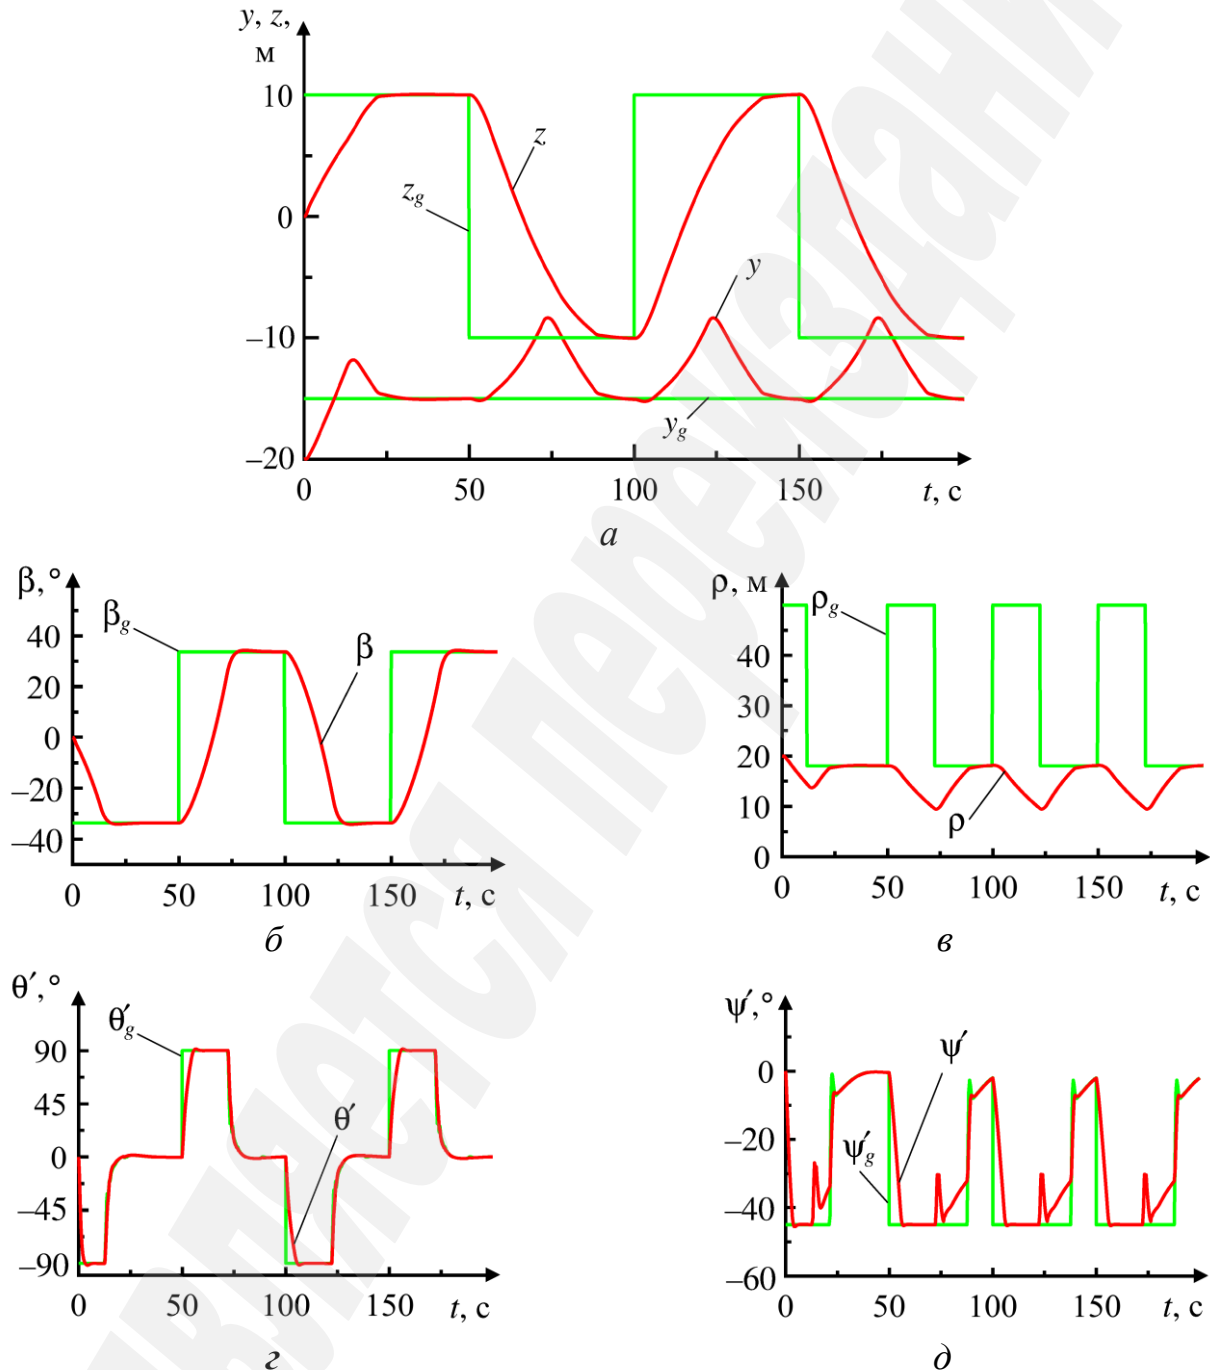 y, z,
м
10
z
z_g
0
y
–10
y_g
–20
0 50 100 150 t, с
а
β, °
β_g
β
40
20
0
–20
–40
0 50 100 150 t, с
б
ρ, м
ρ_g
40
30
20
10
ρ
0
0 50 100 150 t, с
в
θ′, °
θ′_g
90
45
θ′
0
–45
–90
0 50 100 150 t, с
г
ψ′, °
ψ′
0
–20
ψ′_g
–40
–60
0 50 100 150 t, с
д
вляется переиздани